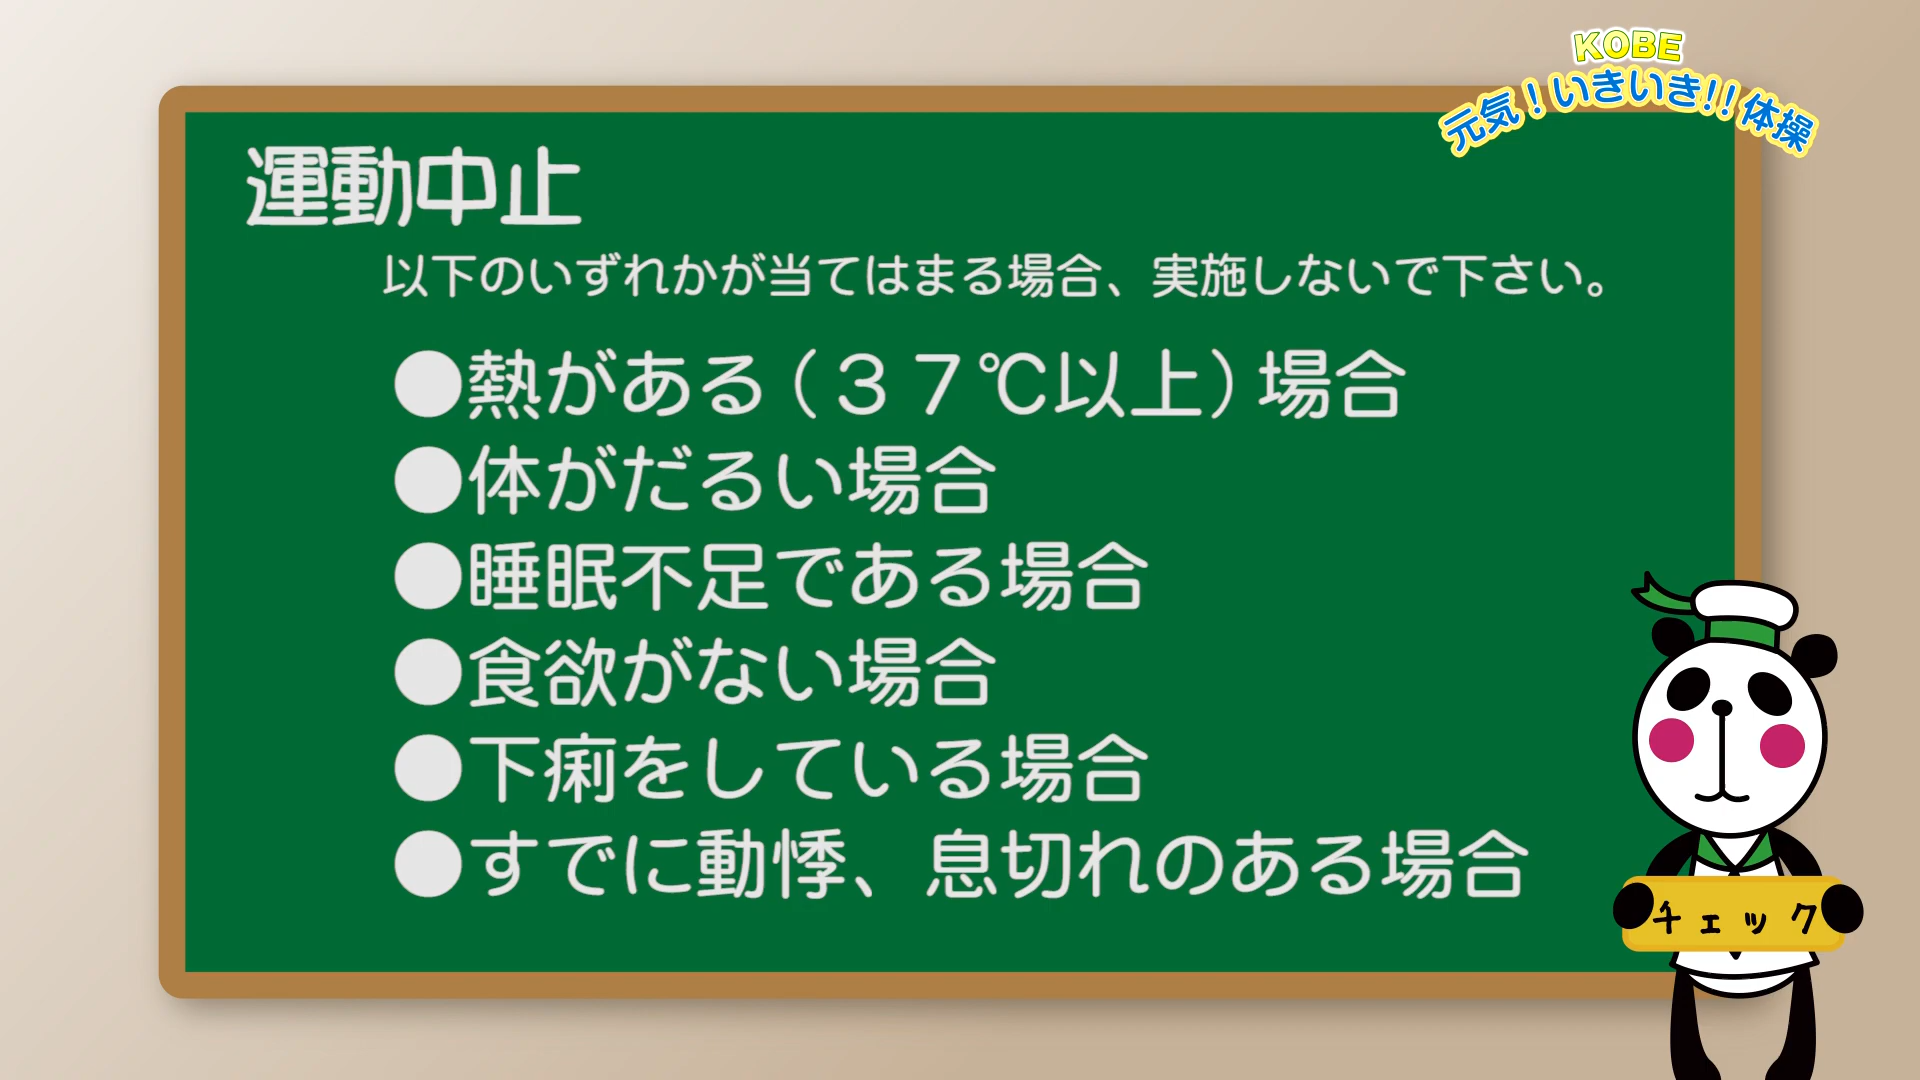 KOBE
元気！いきいき!!体操
運動中止
以下のいずれかが当てはまる場合、実施しないで下さい。
●熱がある（３７℃以上）場合
●体がだるい場合
●睡眠不足である場合
●食欲がない場合
●下痢をしている場合
●すでに動悸、息切れのある場合
チェック